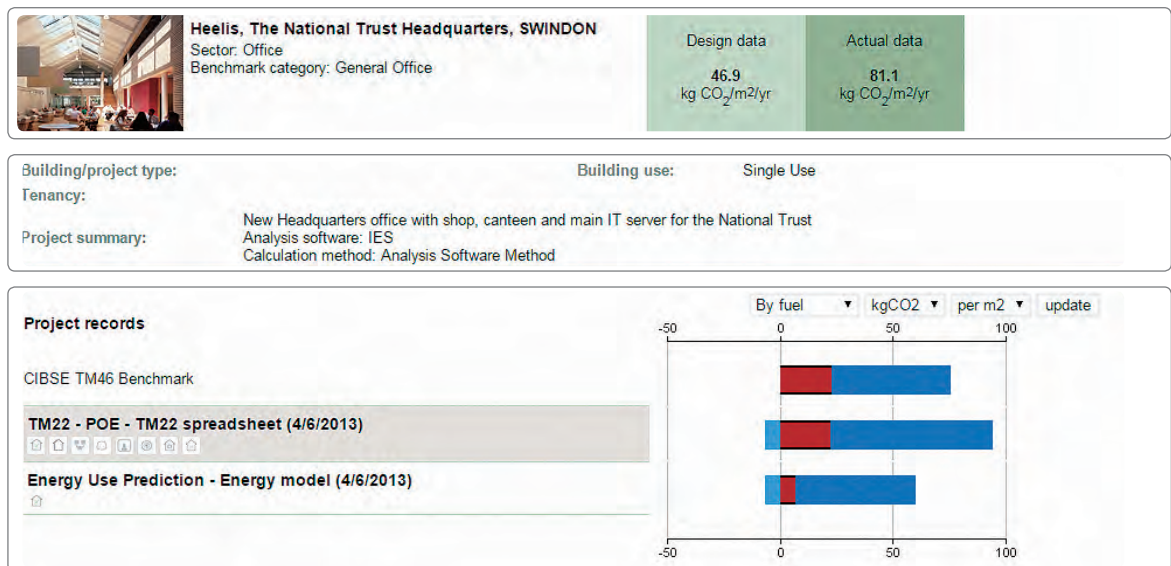 Heelis, The National Trust Headquarters, SWINDON
Sector: Office
Benchmark category: General Office
Design data
46.9
kg CO2/m2/yr
Actual data
81.1
kg CO2/m2/yr
Building/project type:
Building use: Single Use
Tenancy:
Project summary:
New Headquarters office with shop, canteen and main IT server for the National Trust
Analysis software: IES
Calculation method: Analysis Software Method
Project records
By fuel ▼ kgCO2 ▼ per m2 ▼ update
-50 0 50 100
CIBSE TM46 Benchmark
TM22 - POE - TM22 spreadsheet (4/6/2013)
Energy Use Prediction - Energy model (4/6/2013)
-50 0 50 100